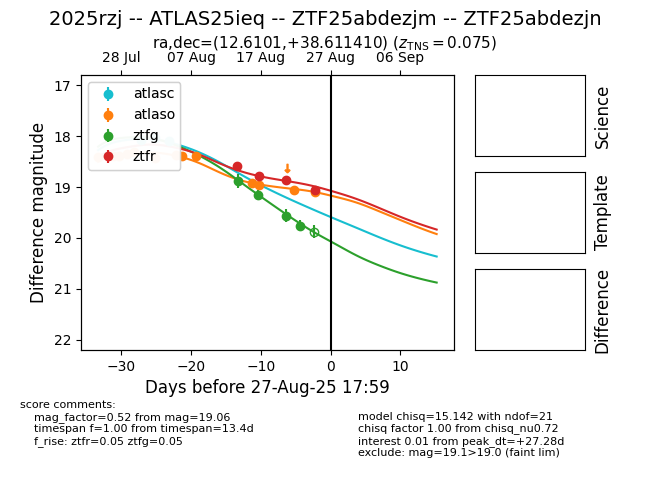 2025rzj -- ATLAS25ieq -- ZTF25abdezjm -- ZTF25abdezjn
ra,dec=(12.6101,+38.611410) (zTNS = 0.075)
28 Jul 07 Aug 17 Aug 27 Aug 06 Sep
atlasc
atlaso
ztfg
ztfr
17
18
19
20
21
22
Difference magnitude
−30 −20 −10 0 10
Days before 27-Aug-25 17:59
Science
Template
Difference
score comments:
mag_factor=0.52 from mag=19.06
timespan f=1.00 from timespan=13.4d
f_rise: ztfr=0.05 ztfg=0.05
model chisq=15.142 with ndof=21
chisq factor 1.00 from chisq_nu0.72
interest 0.01 from peak_dt=+27.28d
exclude: mag=19.1>19.0 (faint lim)